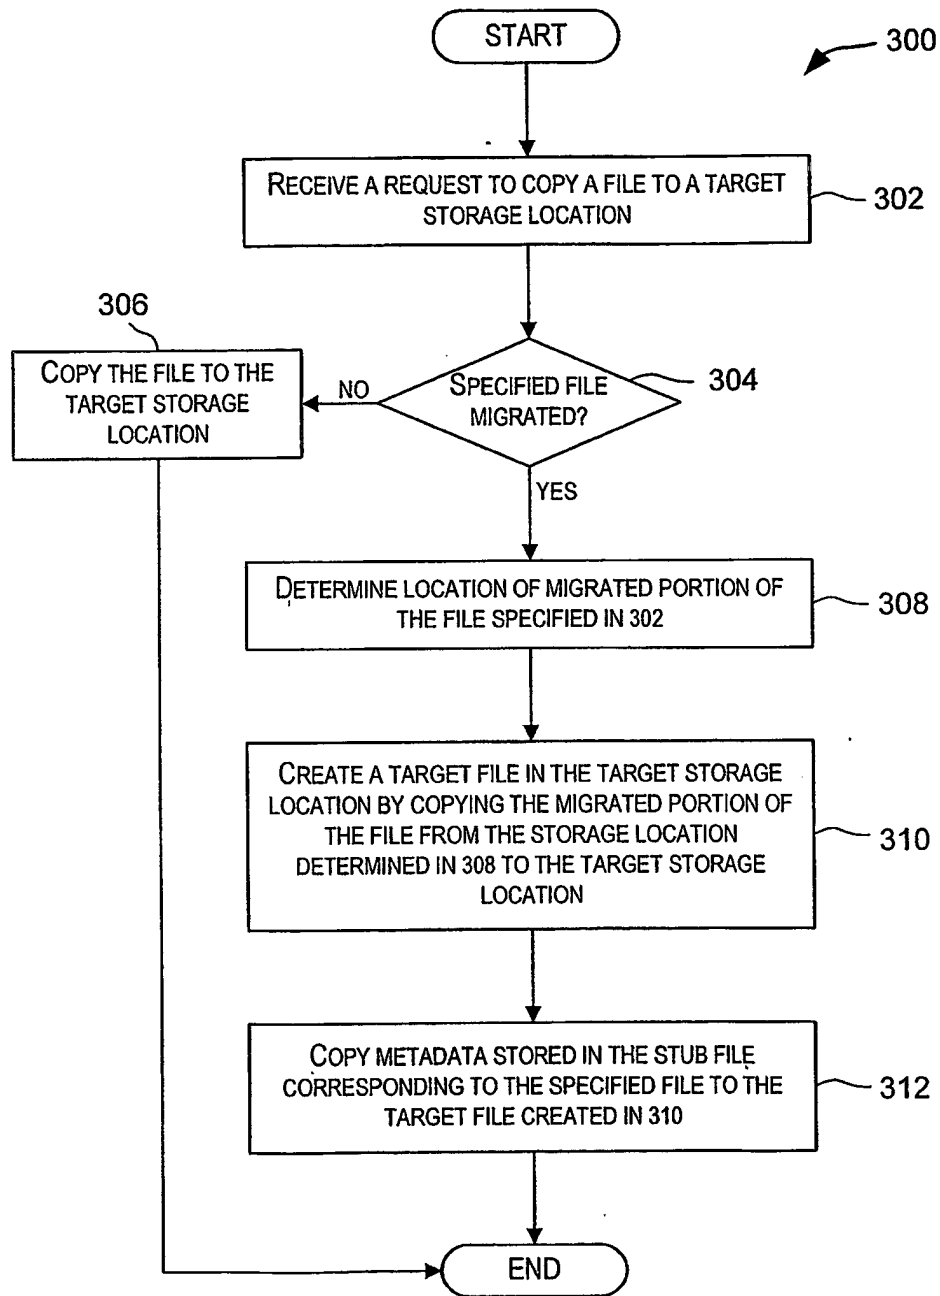 START
300
RECEIVE A REQUEST TO COPY A FILE TO A TARGET
STORAGE LOCATION
302
306
COPY THE FILE TO THE
TARGET STORAGE
LOCATION
NO
SPECIFIED FILE
MIGRATED?
304
YES
DETERMINE LOCATION OF MIGRATED PORTION OF
THE FILE SPECIFIED IN 302
308
CREATE A TARGET FILE IN THE TARGET STORAGE
LOCATION BY COPYING THE MIGRATED PORTION OF
THE FILE FROM THE STORAGE LOCATION
DETERMINED IN 308 TO THE TARGET STORAGE
LOCATION
310
COPY METADATA STORED IN THE STUB FILE
CORRESPONDING TO THE SPECIFIED FILE TO THE
TARGET FILE CREATED IN 310
312
END